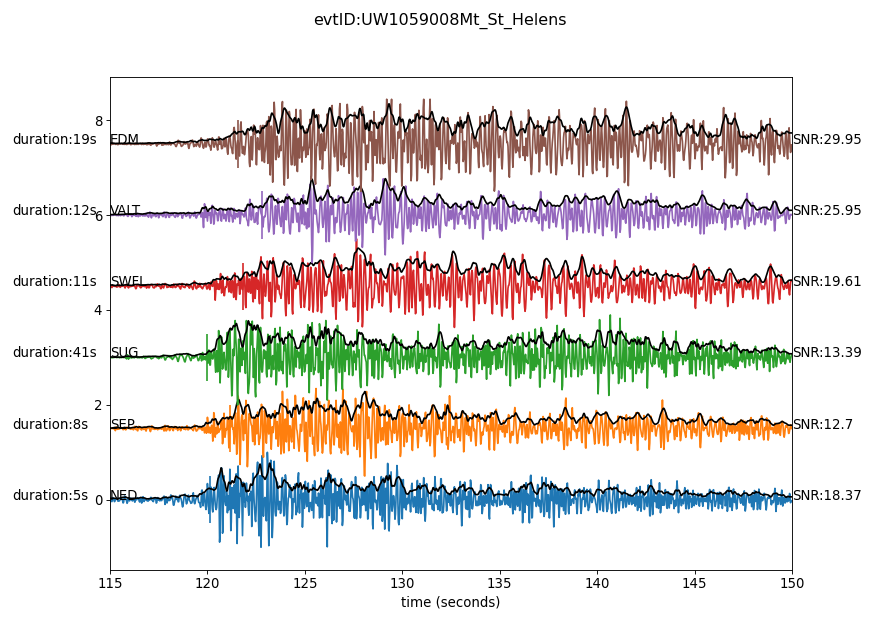 evtID:UW1059008Mt_St_Helens
8
duration:19s EDM SNR:29.95
duration:12s 6 VALT SNR:25.95
duration:11s SWFL SNR:19.61
4
duration:41s SUG SNR:13.39
2
duration:8s SEP SNR:12.7
duration:5s 0 NED SNR:18.37
115 120 125 130 135 140 145 150
time (seconds)